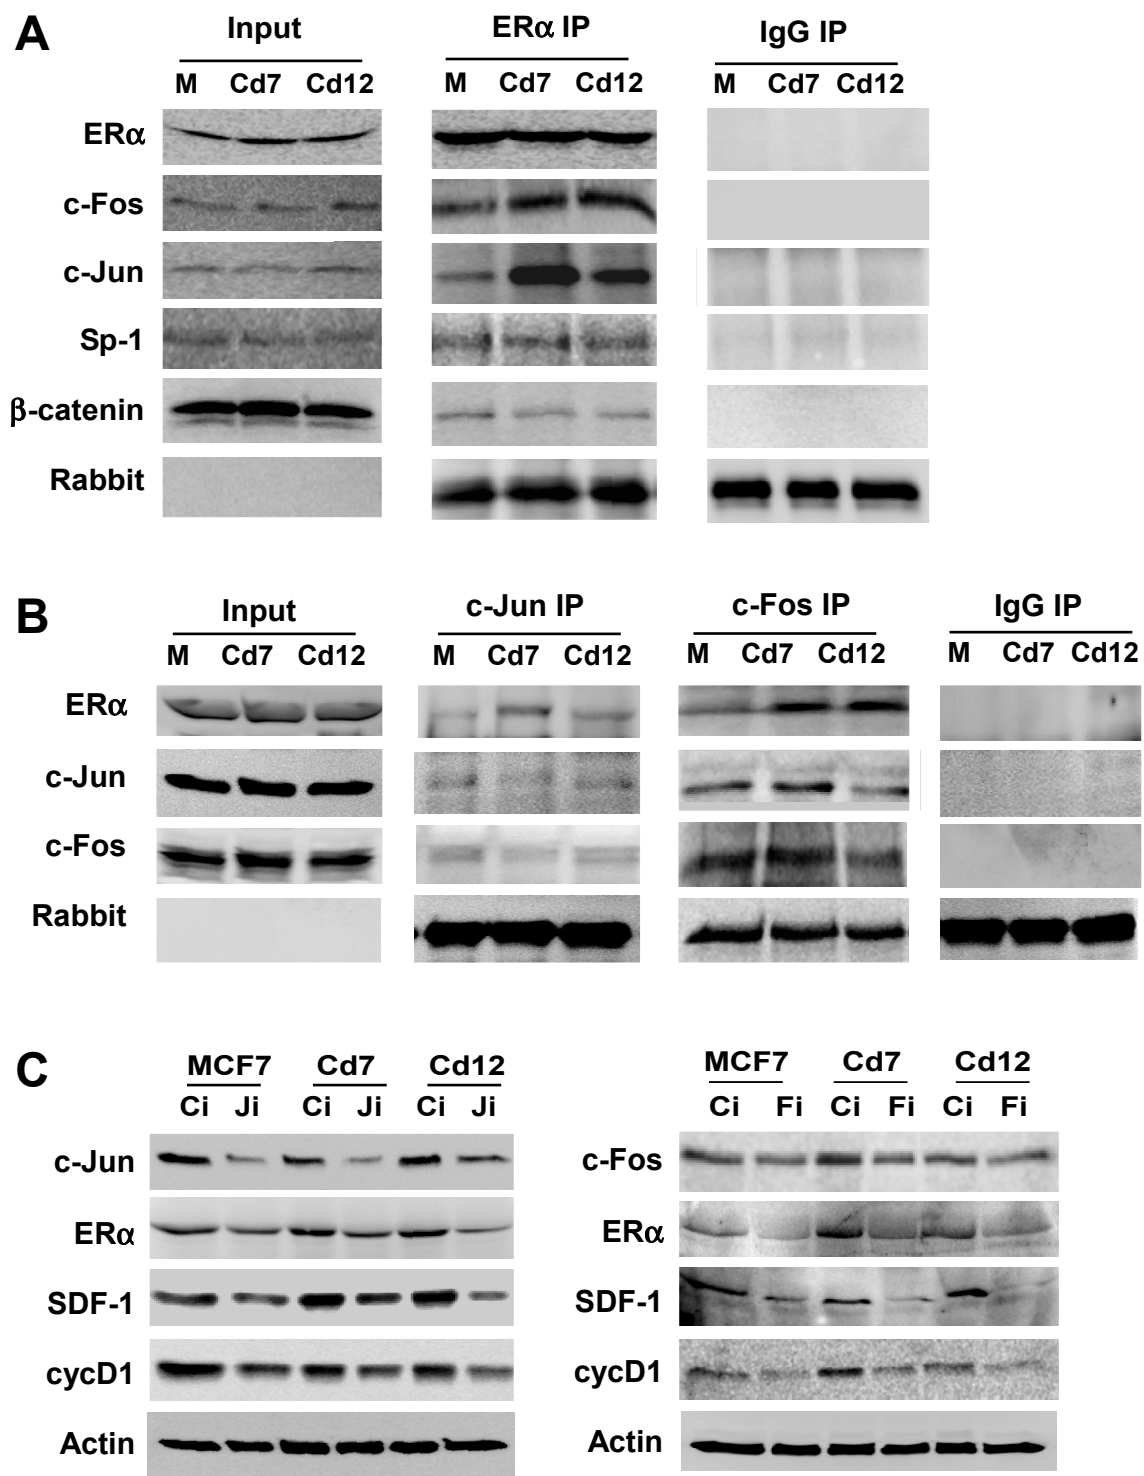 A
Input ERα IP IgG IP
M Cd7 Cd12 M Cd7 Cd12 M Cd7 Cd12
ERα
c-Fos
c-Jun
Sp-1
β-catenin
Rabbit
B
Input c-Jun IP c-Fos IP IgG IP
M Cd7 Cd12 M Cd7 Cd12 M Cd7 Cd12 M Cd7 Cd12
ERα
c-Jun
c-Fos
Rabbit
C
MCF7 Cd7 Cd12 MCF7 Cd7 Cd12
Ci Ji Ci Ji Ci Ji Ci Fi Ci Fi Ci Fi
c-Jun c-Fos
ERα ERα
SDF-1 SDF-1
cycD1 cycD1
Actin Actin